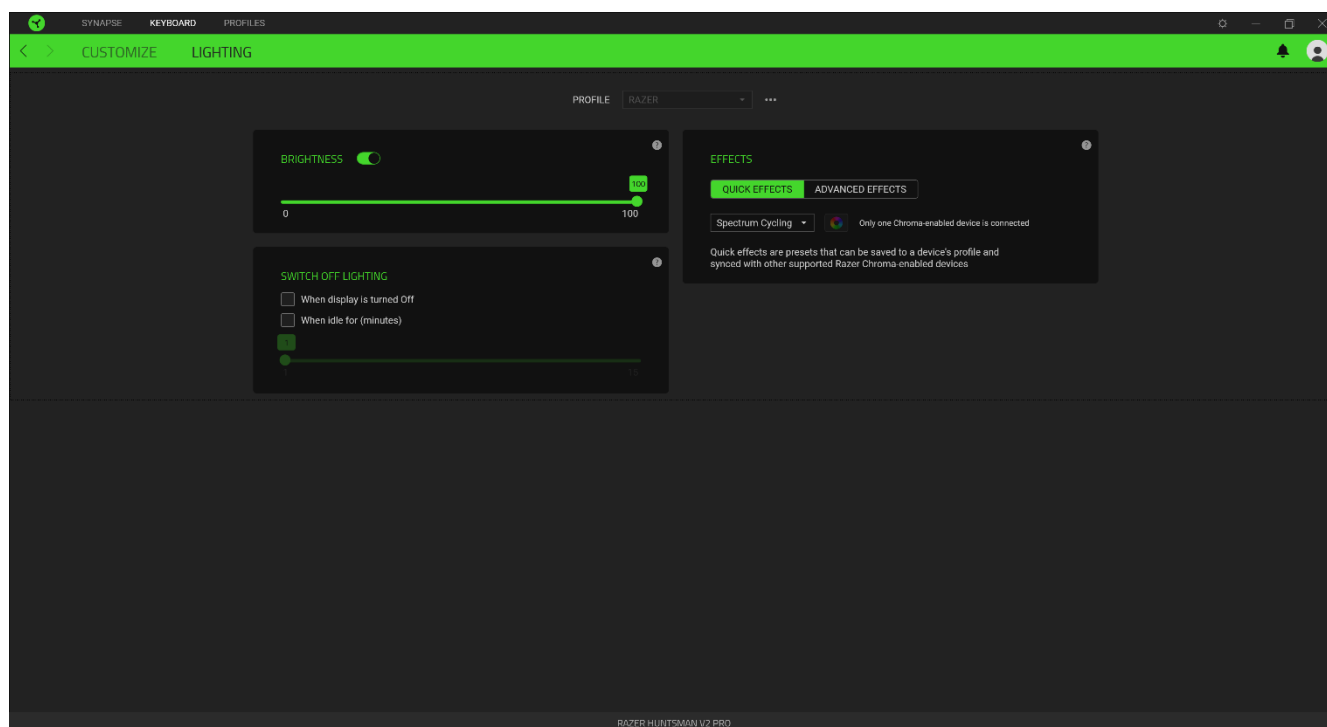 SYNAPSE KEYBOARD PROFILES
CUSTOMIZE LIGHTING
PROFILE RAZER
BRIGHTNESS
100
0 100
SWITCH OFF LIGHTING
When display is turned Off
When idle for (minutes)
1
1 15
EFFECTS
QUICK EFFECTS ADVANCED EFFECTS
Spectrum Cycling Only one Chroma-enabled device is connected
Quick effects are presets that can be saved to a device's profile and
synced with other supported Razer Chroma-enabled devices
RAZER HUNTSMAN V2 PRO